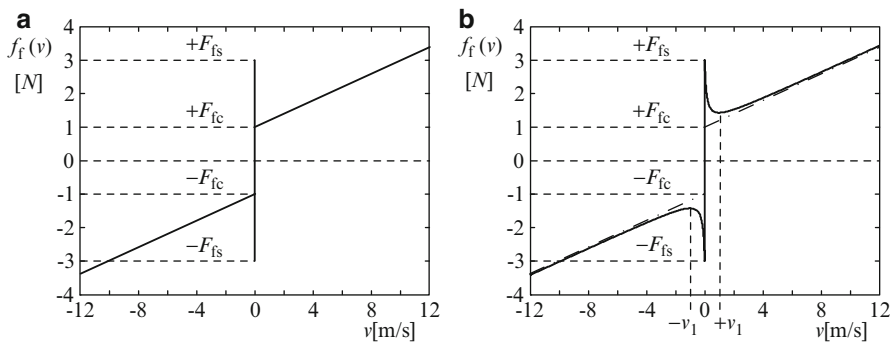 a
f_f (v)
[N]
4
3
2
1
0
-1
-2
-3
4
+F_fs
+F_fc
−F_fc
−F_fs
-12
-8
-4
0
4
8
12
v[m/s]
b
f_f (v)
[N]
4
3
2
1
0
-1
-2
-3
4
+F_fs
+F_fc
−F_fc
−F_fs
-12
-8
-4
0
4
8
12
−v_1 +v_1
v[m/s]